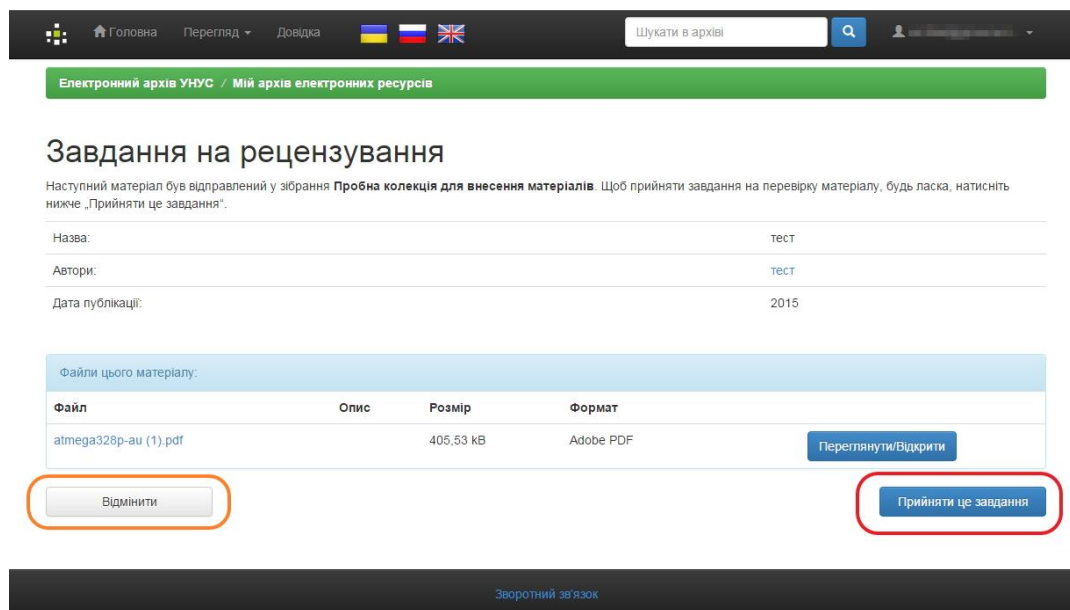 Головна Перегляд Довідка Шукати в архіві
Електронний архів УНУС / Мій архів електронних ресурсів
Завдання на рецензування
Наступний матеріал був відправлений у зібрання Пробна колекція для внесення матеріалів. Щоб прийняти завдання на перевірку матеріалу, будь ласка, натисніть
нижче „Прийняти це завдання“.
Назва: тест
Автори: тест
Дата публікації: 2015
Файли цього матеріалу:
Файл Опис Розмір Формат
atmega328p-au (1).pdf 405,53 kB Adobe PDF Переглянути/Відкрити
Відмінити Прийняти це завдання
Зворотний зв'язок